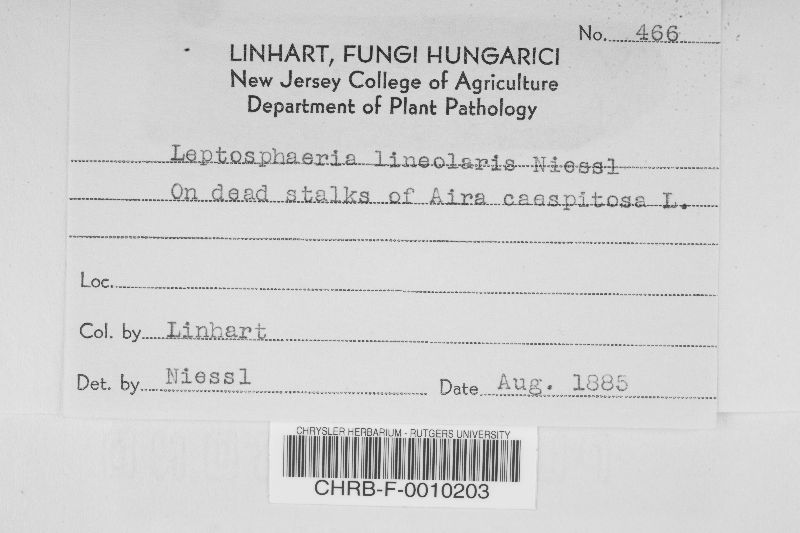 No. 466
LINHART, FUNGI HUNGARICI
New Jersey College of Agriculture
Department of Plant Pathology
Leptosphaeria lineolaris Niessl
On dead stalks of Aira caespitosa L.
Loc.
Col. by Linhart
Det. by Niessl Date Aug. 1885
CHRYSLER HERBARIUM - RUTGERS UNIVERSITY
CHRB-F-0010203